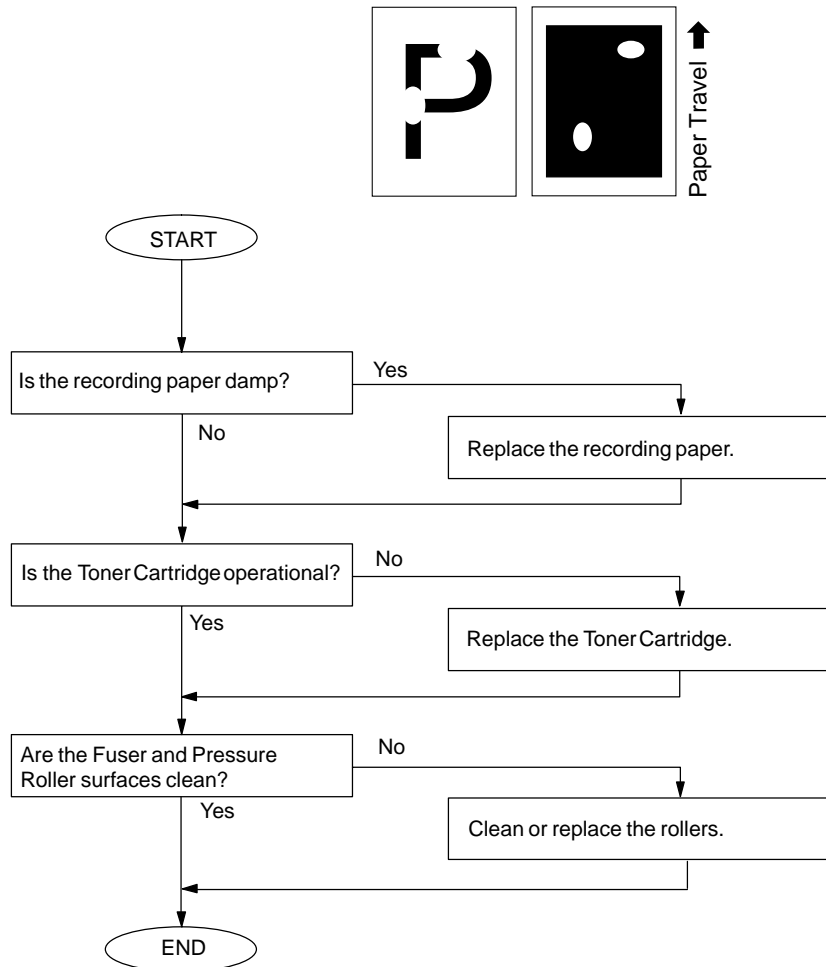 P
Paper Travel
START
Is the recording paper damp?
Yes
No
Replace the recording paper.
Is the Toner Cartridge operational?
No
Yes
Replace the Toner Cartridge.
Are the Fuser and Pressure
Roller surfaces clean?
No
Yes
Clean or replace the rollers.
END